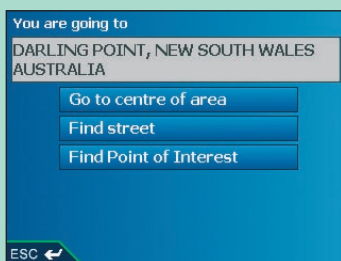 You are going to
DARLING POINT, NEW SOUTH WALES
AUSTRALIA
Go to centre of area
Find street
Find Point of Interest
ESC